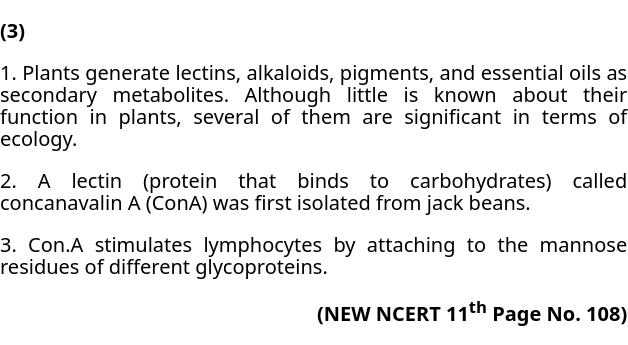 (3)
1. Plants generate lectins, alkaloids, pigments, and essential oils as
secondary metabolites. Although little is known about their
function in plants, several of them are significant in terms of
ecology.
2. A lectin (protein that binds to carbohydrates) called
concanavalin A (ConA) was first isolated from jack beans.
3. Con.A stimulates lymphocytes by attaching to the mannose
residues of different glycoproteins.
(NEW NCERT 11th Page No. 108)